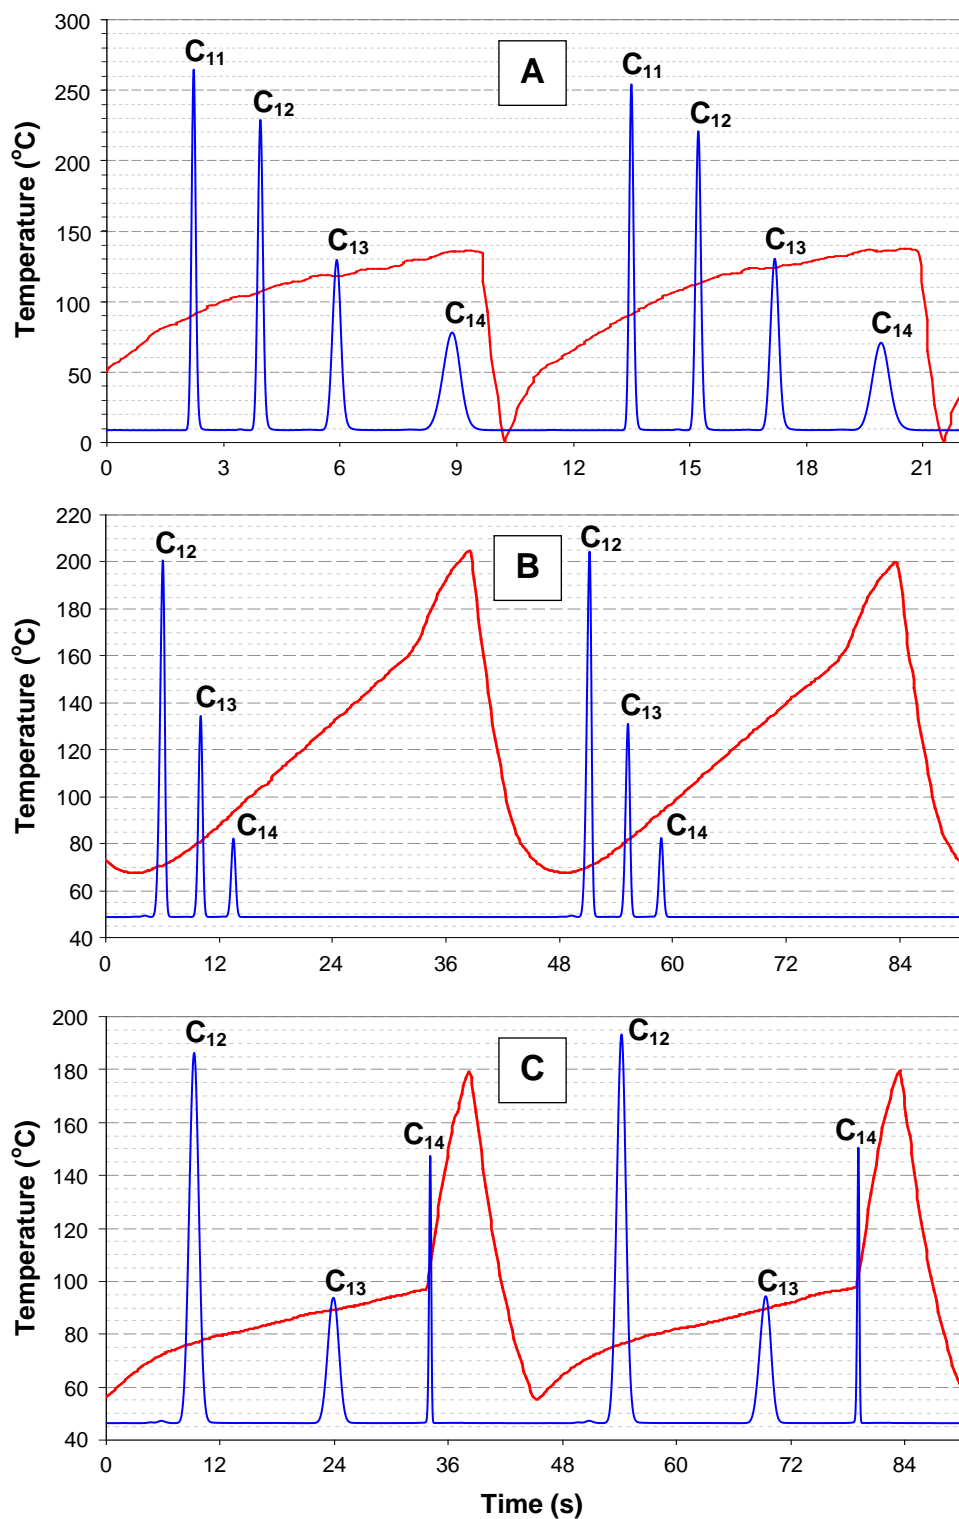 300
250
200
150
100
50
0
Temperature (°C)
A
C₁₁
C₁₂
C₁₃
C₁₄
C₁₁
C₁₂
C₁₃
C₁₄
0 3 6 9 12 15 18 21
220
200
180
160
140
120
100
80
60
40
Temperature (°C)
B
C₁₂
C₁₃
C₁₄
C₁₂
C₁₃
C₁₄
0 12 24 36 48 60 72 84
200
180
160
140
120
100
80
60
40
Temperature (°C)
C
C₁₂
C₁₃
C₁₄
C₁₂
C₁₃
C₁₄
0 12 24 36 48 60 72 84
Time (s)